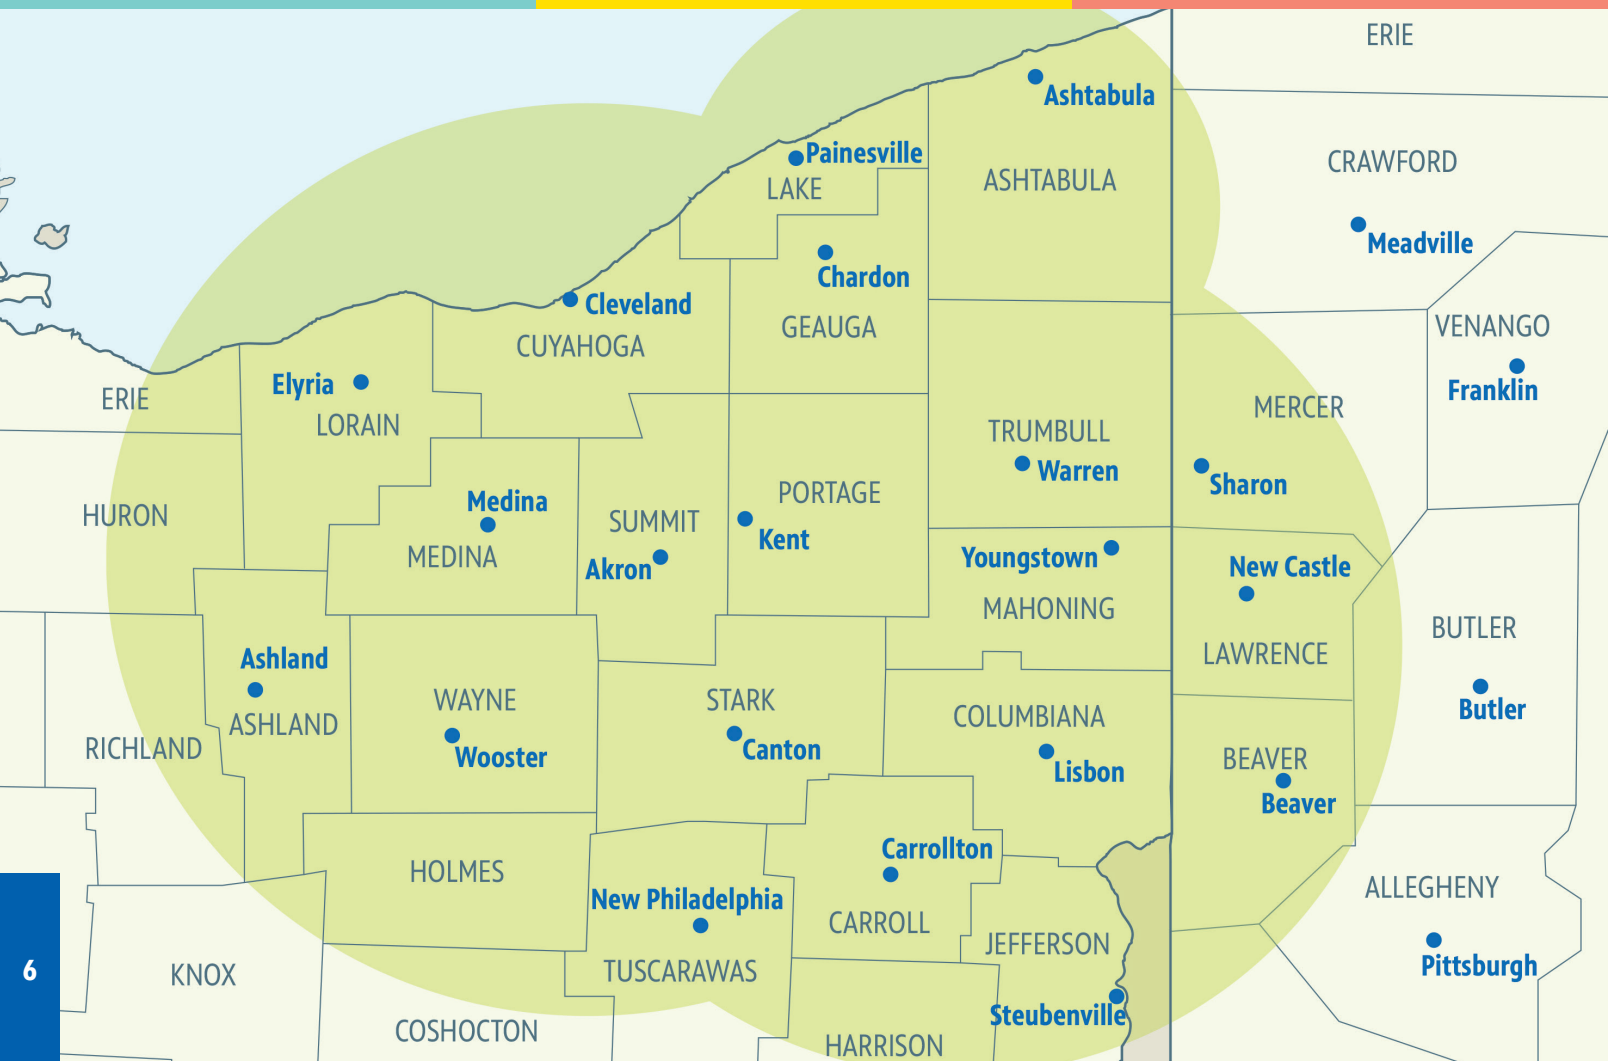 ERIE
Ashtabula
CRAWFORD
Painesville
LAKE
ASHTABULA
Meadville
Chardon
Cleveland
GEAUGA
VENANGO
CUYAHOGA
Elyria
Franklin
ERIE
MERCER
LORAIN
TRUMBULL
Warren
Sharon
Medina
PORTAGE
HURON
SUMMIT
Kent
MEDINA
Youngstown
Akron
New Castle
MAHONING
BUTLER
Ashland
LAWRENCE
WAYNE
STARK
Butler
COLUMBIANA
ASHLAND
RICHLAND
Canton
Wooster
BEAVER
Lisbon
Beaver
Carrollton
HOLMES
ALLEGHENY
New Philadelphia
CARROLL
JEFFERSON
Pittsburgh
6
TUSCARAWAS
KNOX
Steubenville
COSHOCTON
HARRISON